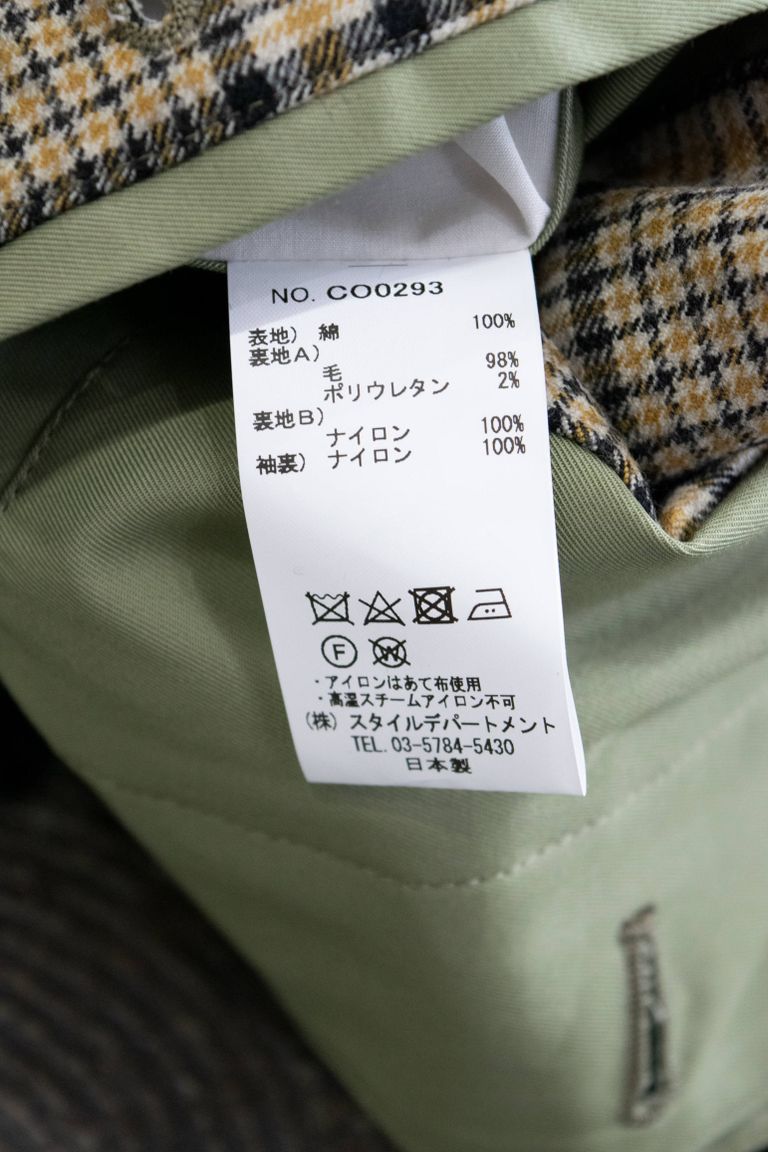 NO. CO0293
表地) 綿 100%
裏地A)
毛 98%
ポリウレタン 2%
裏地B)
ナイロン 100%
袖裏) ナイロン 100%
F W
・アイロンはあて布使用
・高温スチームアイロン不可
(株) スタイルデパートメント
TEL. 03-5784-5430
日本製